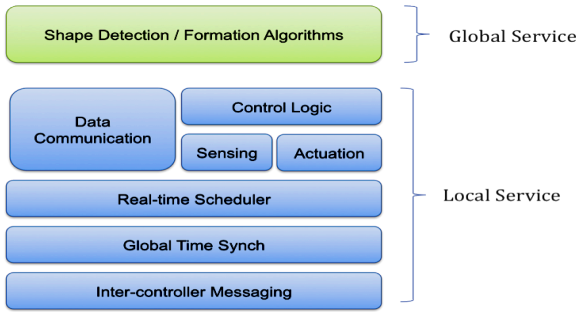 Shape Detection / Formation Algorithms
Global Service
Data
Communication
Control Logic
Sensing
Actuation
Real-time Scheduler
Global Time Synch
Inter-controller Messaging
Local Service